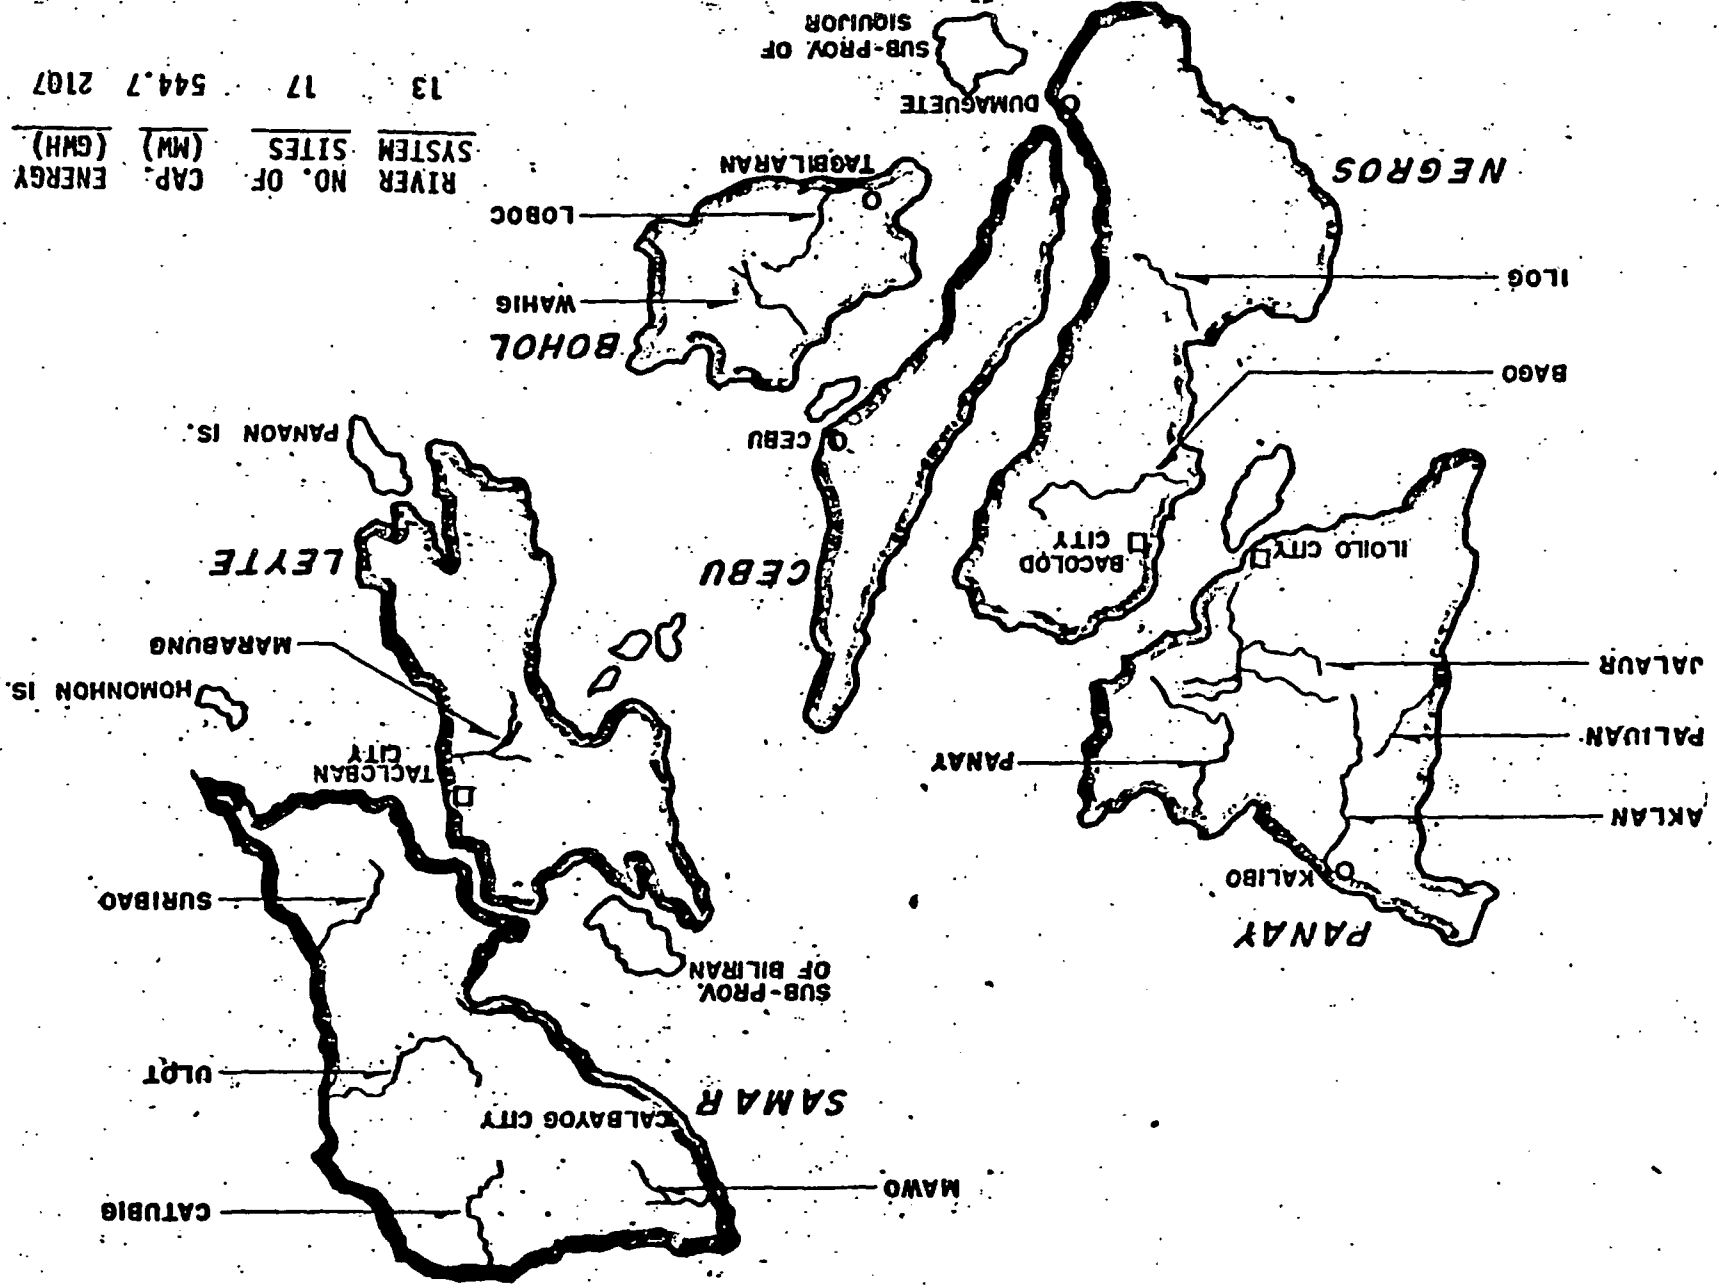 CATUBIG
MAWO
CALBAYOG CITY
SAMAR
ULOT
SUB-PROV.
OF BILIRAN
SURIBAO
PANAY
KALIBO
AKLAN
PANAY
PALIUAN
JALAUR
ILOILO CITY
TACLOBAN
CITY
HOMONHON IS.
MARABUNG
LEYTE
PANAON IS.
CEBU
CEBU
BACOLOD
CITY
BAGO
ILOG
NEGROS
DUMAGUETE
BOHOL
WAHIG
LOBOC
TAGBILARAN
SUB-PROV. OF
SIQUIJOR
RIVER NO. OF CAP. ENERGY
SYSTEM SITES (MW) (GWH)
13 17 544.7 2107